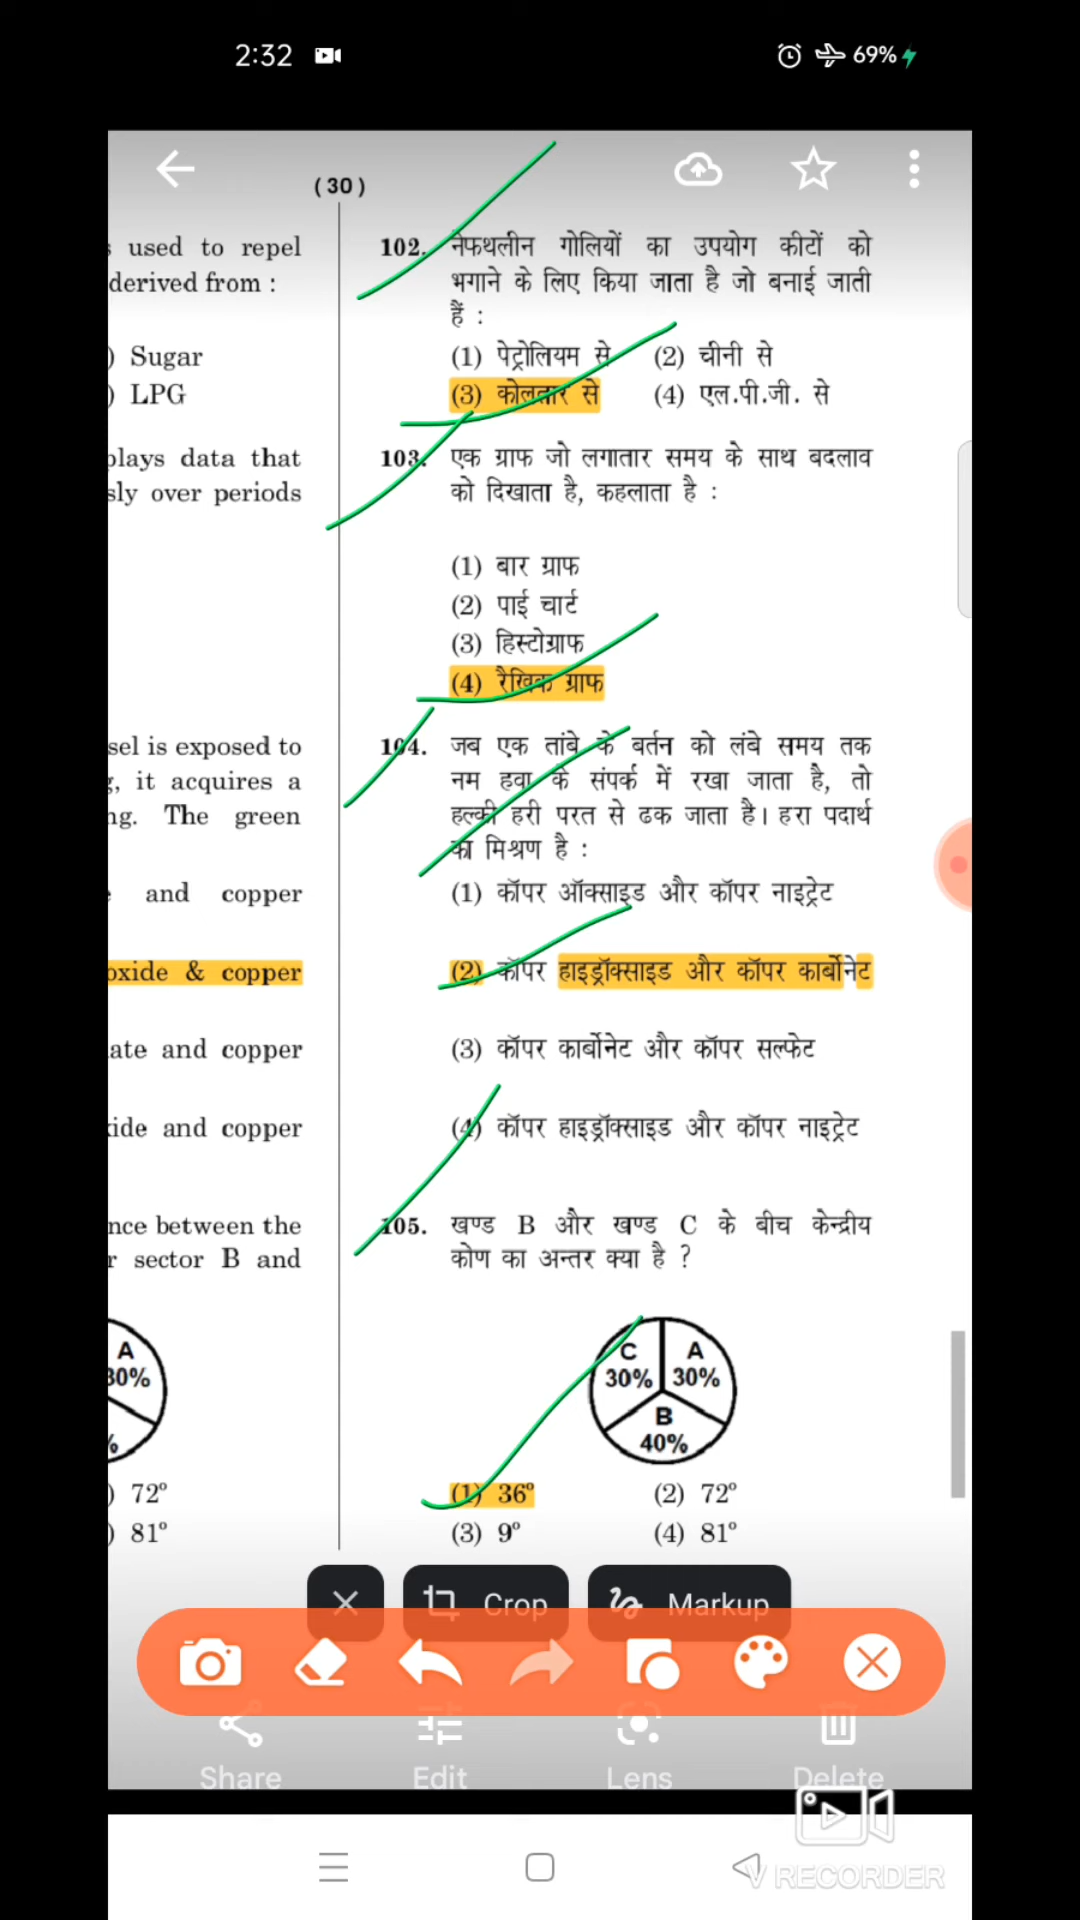 2:32
69%
(30)
used to repel
derived from :
) Sugar
) LPG
plays data that
sly over periods
sel is exposed to
, it acquires a
ng. The green
and copper
oxide & copper
ate and copper
ide and copper
nce between the
r sector B and
A
30%
%
) 72°
) 81°
102. नेफथलीन गोलियों का उपयोग कीटों को
भगाने के लिए किया जाता है जो बनाई जाती
हैं :
(1) पेट्रोलियम से (2) चीनी से
(3) कोलतार से (4) एल.पी.जी. से
103. एक ग्राफ जो लगातार समय के साथ बदलाव
को दिखाता है, कहलाता है :
(1) बार ग्राफ
(2) पाई चार्ट
(3) हिस्टोग्राफ
(4) रैखिक ग्राफ
104. जब एक तांबे के बर्तन को लंबे समय तक
नम हवा के संपर्क में रखा जाता है, तो
हल्की हरी परत से ढक जाता है। हरा पदार्थ
का मिश्रण है :
(1) कॉपर ऑक्साइड और कॉपर नाइट्रेट
(2) कॉपर हाइड्रॉक्साइड और कॉपर कार्बोनेट
(3) कॉपर कार्बोनेट और कॉपर सल्फेट
(4) कॉपर हाइड्रॉक्साइड और कॉपर नाइट्रेट
105. खण्ड B और खण्ड C के बीच केन्द्रीय
कोण का अन्तर क्या है ?
C A
30% 30%
B
40%
(1) 36° (2) 72°
(3) 9° (4) 81°
Crop Markup
Share Edit Lens Delete
V RECORDER